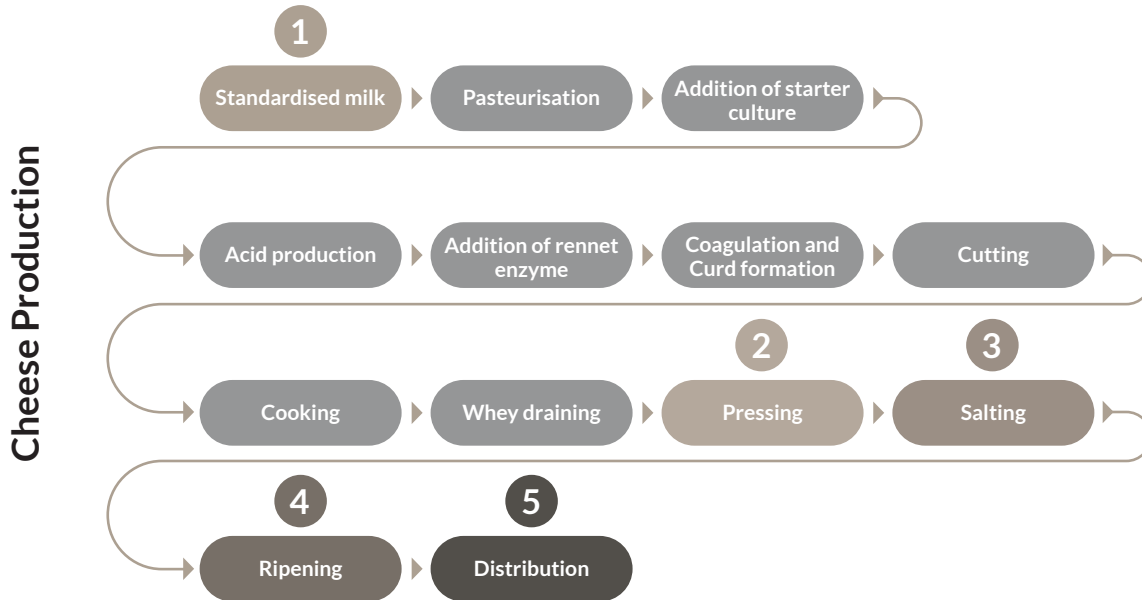 Cheese Production
1
Standardised milk
Pasteurisation
Addition of starter
culture
Acid production
Addition of rennet
enzyme
Coagulation and
Curd formation
Cutting
2
3
Cooking
Whey draining
Pressing
Salting
4
5
Ripening
Distribution